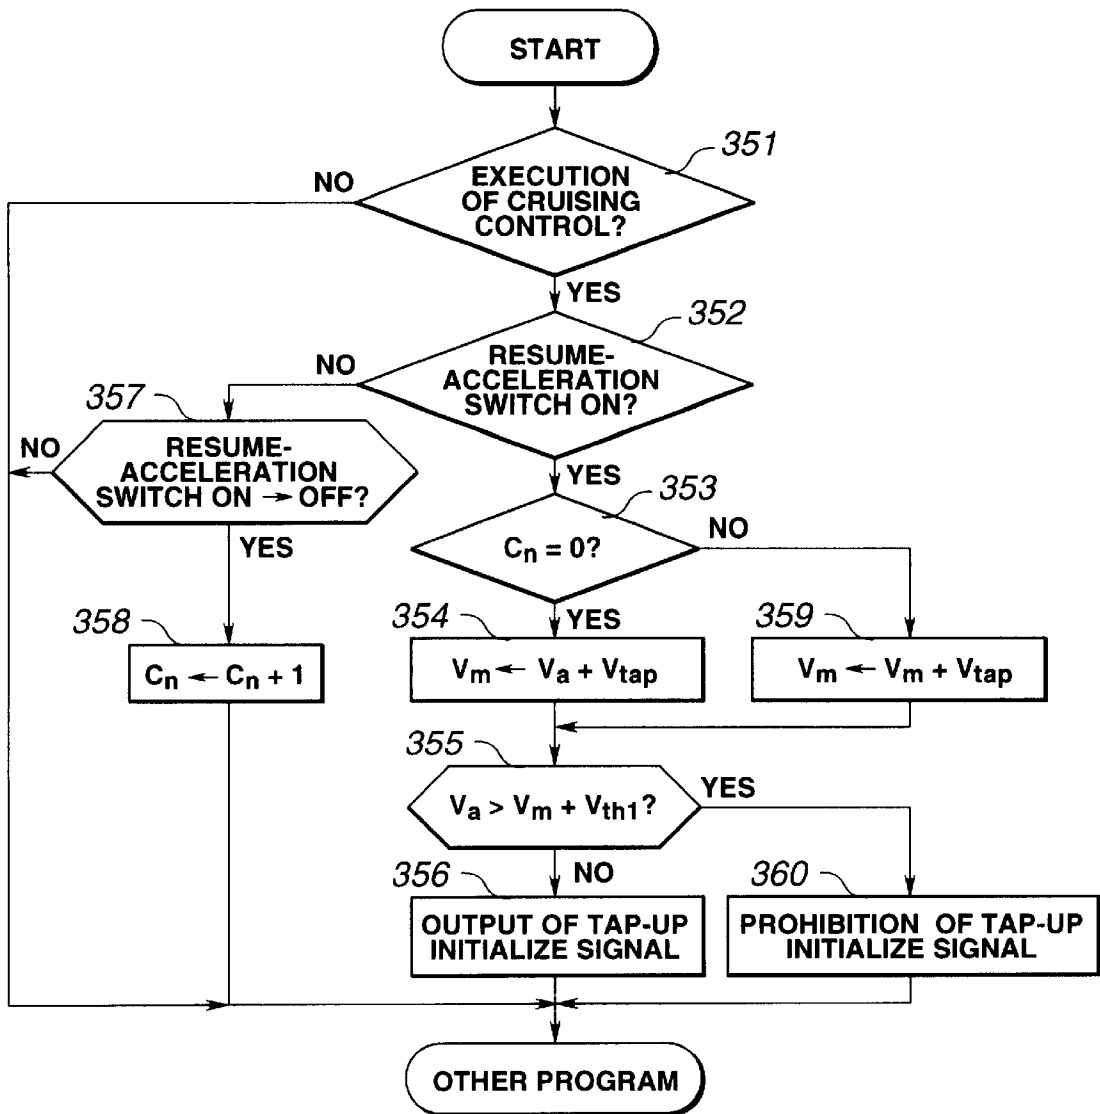 START
351
EXECUTION
OF CRUISING
CONTROL?
NO
YES
352
RESUME-
ACCELERATION
SWITCH ON?
NO
YES
357
RESUME-
ACCELERATION
SWITCH ON → OFF?
NO
YES
353
Cn = 0?
NO
YES
358
Cn ← Cn + 1
354
Vm ← Va + Vtap
359
Vm ← Vm + Vtap
355
Va > Vm + Vth1?
YES
NO
356
OUTPUT OF TAP-UP
INITIALIZE SIGNAL
360
PROHIBITION OF TAP-UP
INITIALIZE SIGNAL
OTHER PROGRAM